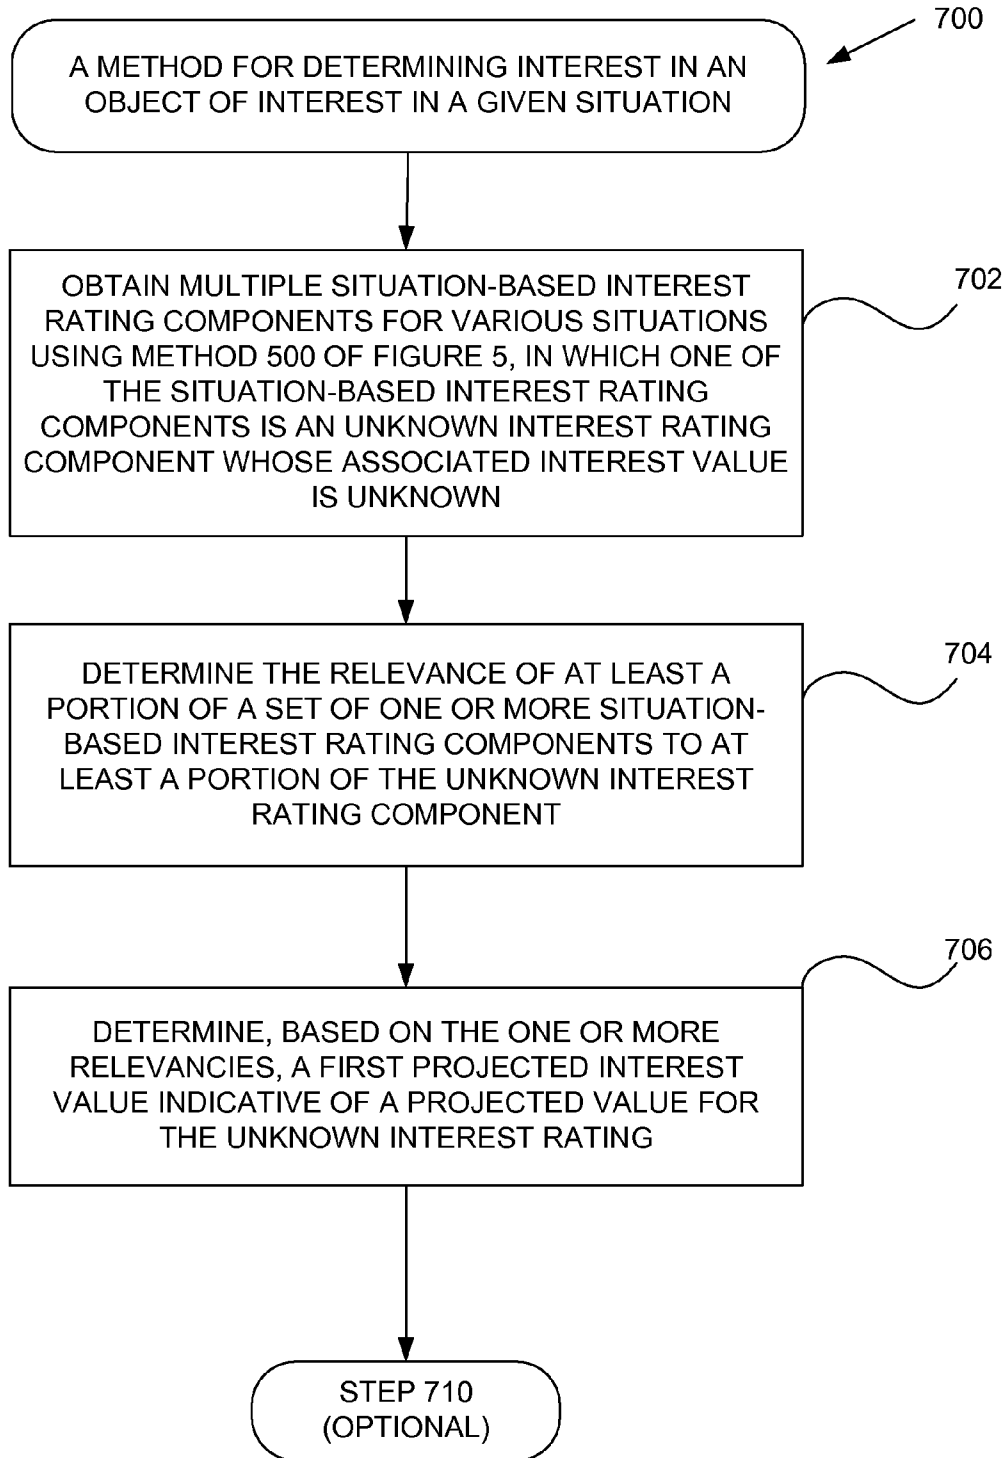 700
A METHOD FOR DETERMINING INTEREST IN AN
OBJECT OF INTEREST IN A GIVEN SITUATION
702
OBTAIN MULTIPLE SITUATION-BASED INTEREST
RATING COMPONENTS FOR VARIOUS SITUATIONS
USING METHOD 500 OF FIGURE 5, IN WHICH ONE OF
THE SITUATION-BASED INTEREST RATING
COMPONENTS IS AN UNKNOWN INTEREST RATING
COMPONENT WHOSE ASSOCIATED INTEREST VALUE
IS UNKNOWN
704
DETERMINE THE RELEVANCE OF AT LEAST A
PORTION OF A SET OF ONE OR MORE SITUATION-
BASED INTEREST RATING COMPONENTS TO AT
LEAST A PORTION OF THE UNKNOWN INTEREST
RATING COMPONENT
706
DETERMINE, BASED ON THE ONE OR MORE
RELEVANCIES, A FIRST PROJECTED INTEREST
VALUE INDICATIVE OF A PROJECTED VALUE FOR
THE UNKNOWN INTEREST RATING
STEP 710
(OPTIONAL)